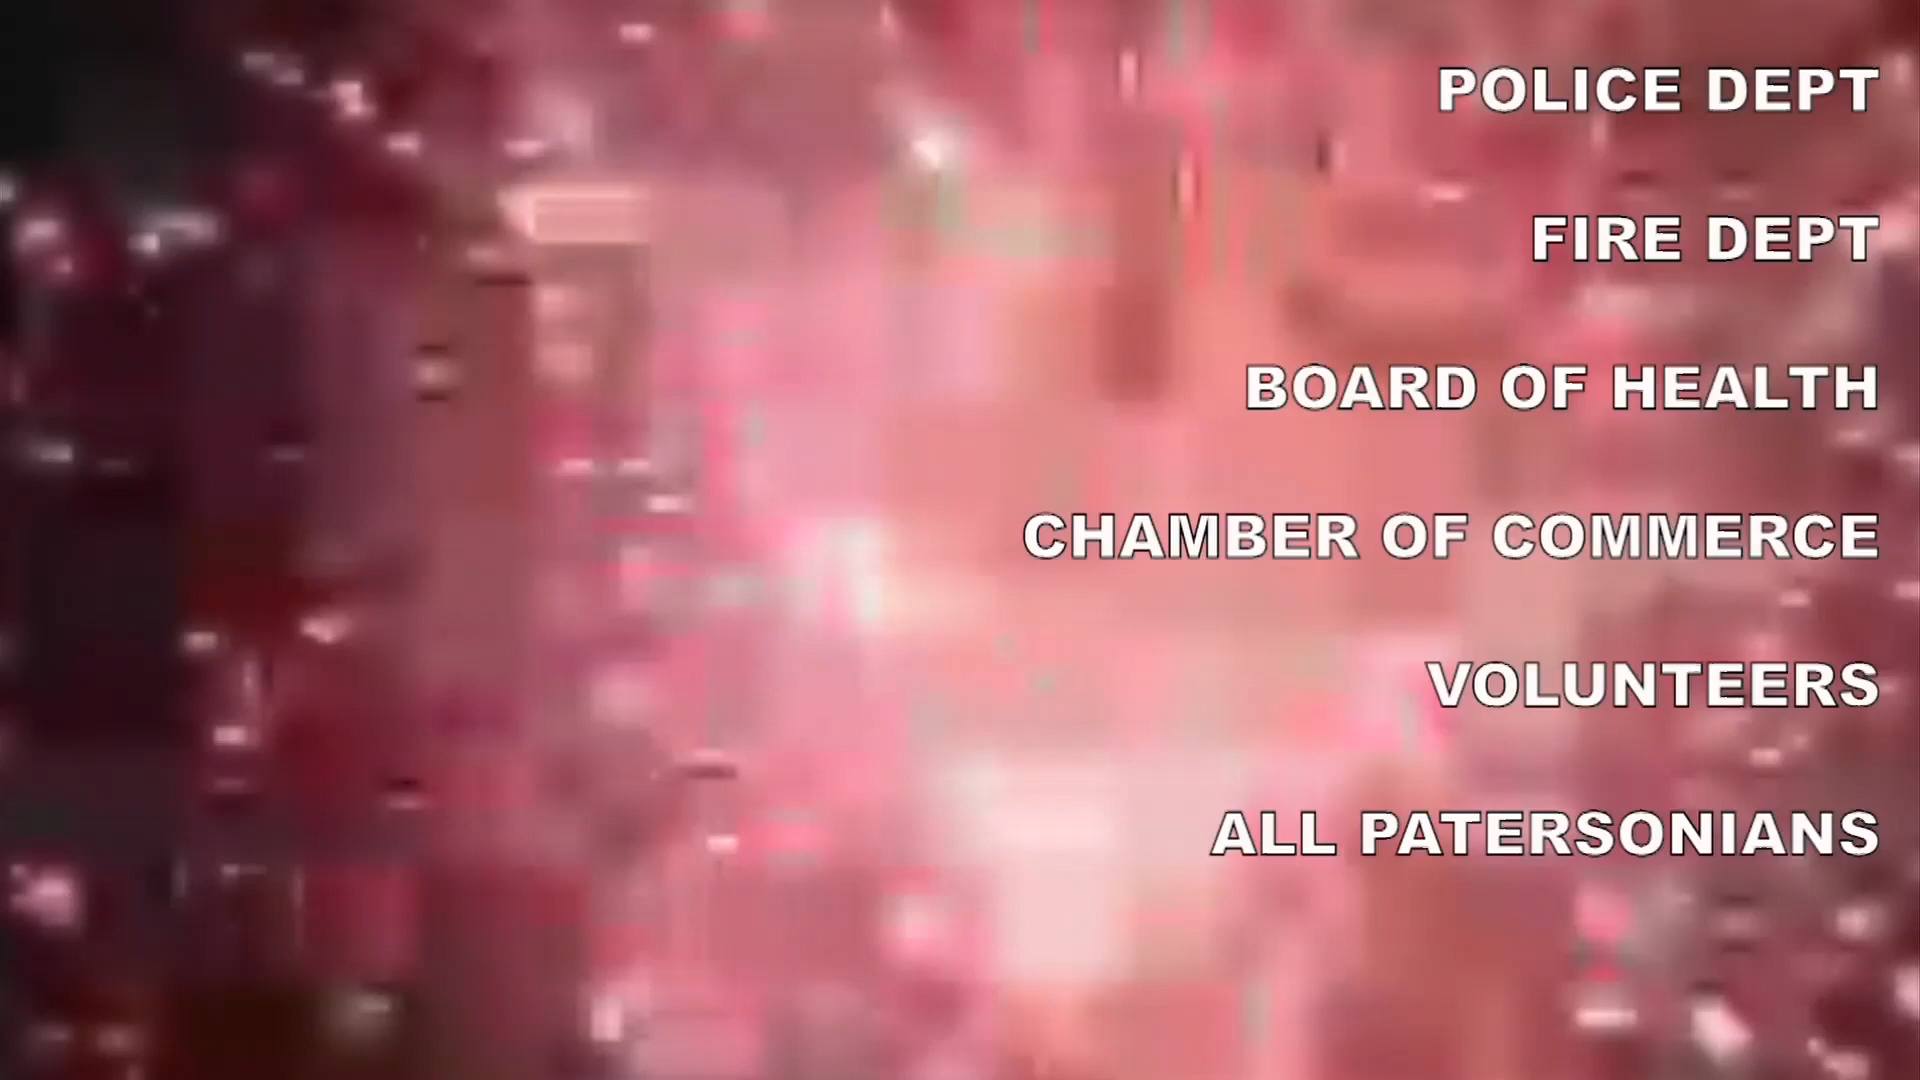 POLICE DEPT
FIRE DEPT
BOARD OF HEALTH
CHAMBER OF COMMERCE
VOLUNTEERS
ALL PATERSONIANS